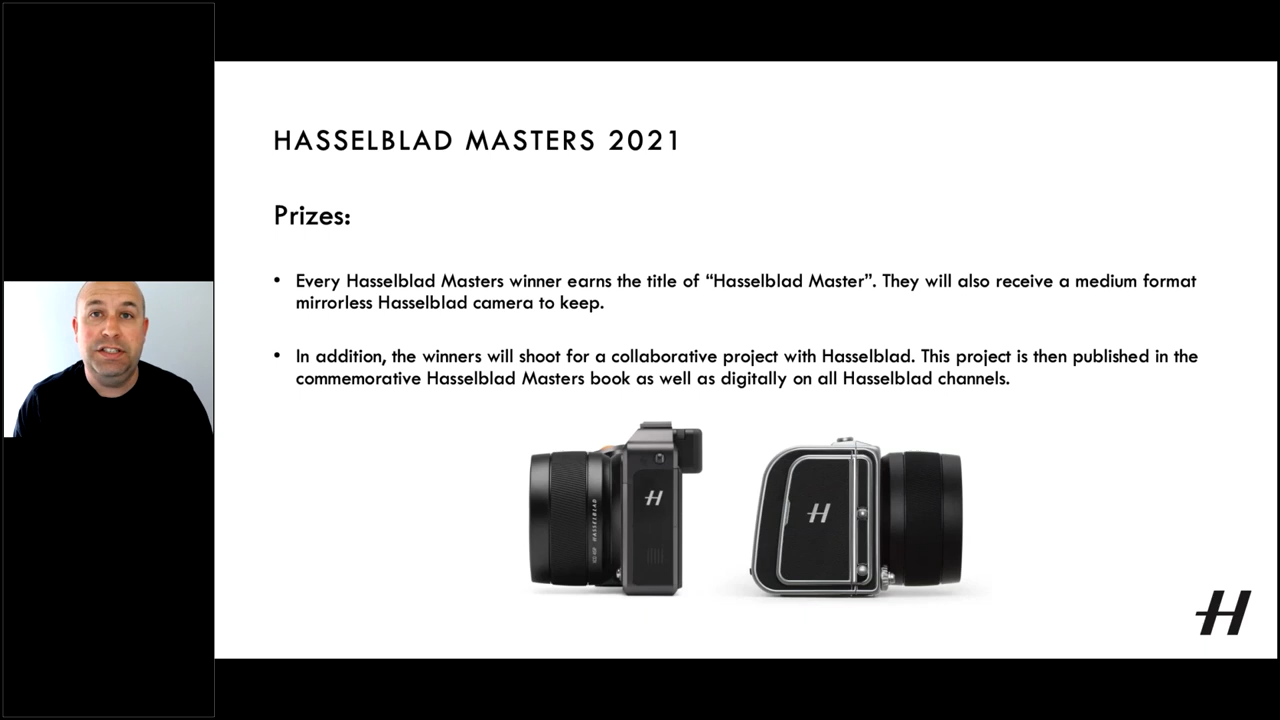 HASSELBLAD MASTERS 2021
Prizes:
• Every Hasselblad Masters winner earns the title of “Hasselblad Master”. They will also receive a medium format
mirrorless Hasselblad camera to keep.
• In addition, the winners will shoot for a collaborative project with Hasselblad. This project is then published in the
commemorative Hasselblad Masters book as well as digitally on all Hasselblad channels.
H
HASSELBLAD
H
H